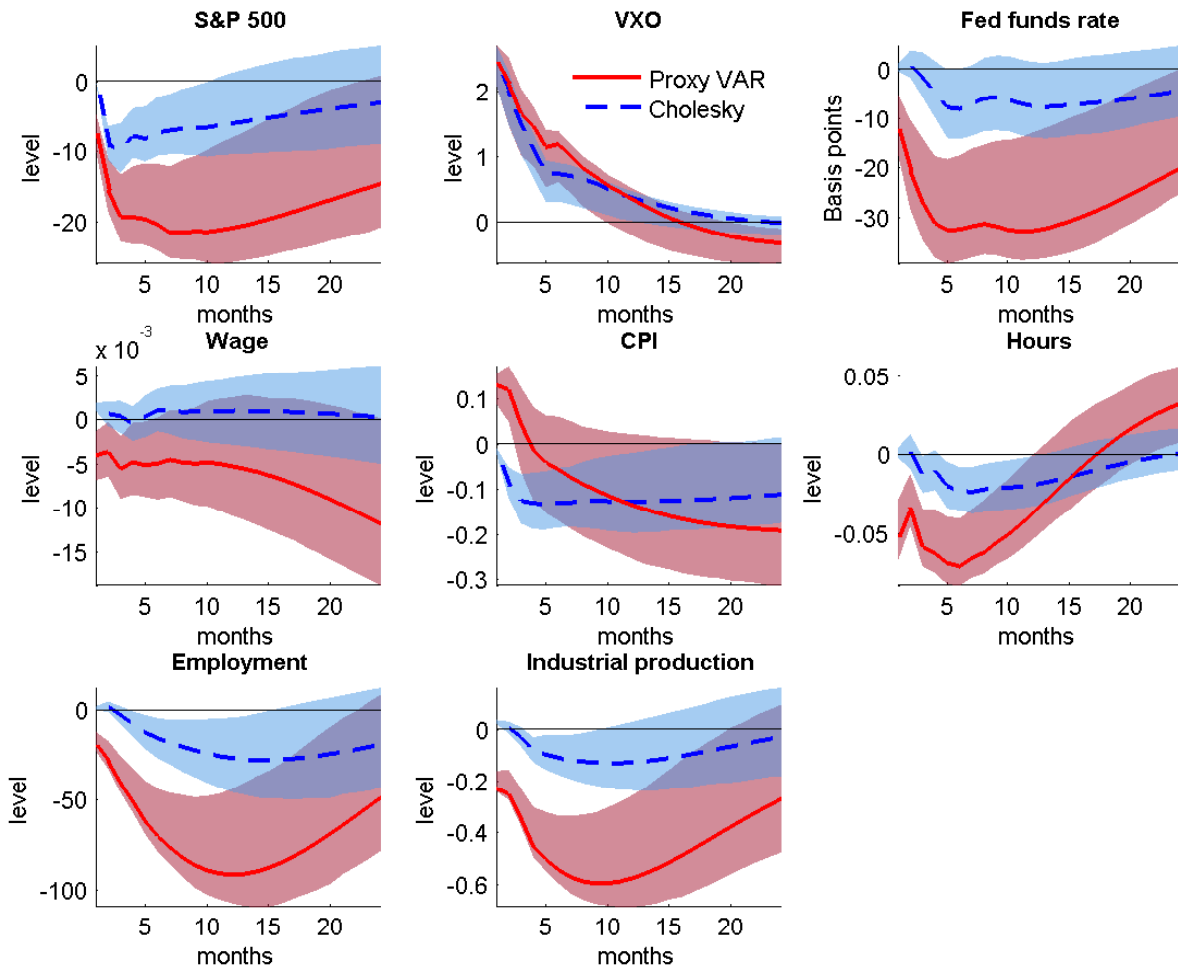 S&P 500
VXO
Fed funds rate
0
-10
-20
level
5 10 15 20
months
2
1
0
level
Proxy VAR
Cholesky
5 10 15 20
months
0
-10
-20
-30
Basis points
5 10 15 20
months
x 10
-3
Wage
CPI
Hours
5
0
-5
-10
-15
level
5 10 15 20
months
0.1
0
-0.1
-0.2
-0.3
level
5 10 15 20
months
0.05
0
-0.05
level
5 10 15 20
months
Employment
Industrial production
0
-50
-100
level
5 10 15 20
months
0
-0.2
-0.4
-0.6
level
5 10 15 20
months